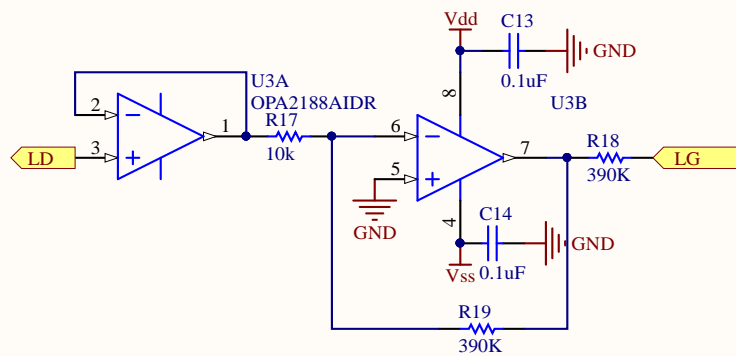 Vdd
C13
GND
0.1uF
8
U3A
OPA2188AIDR
U3B
2
1
R17
10k
6
7
R18
390K
LD
3
5
LG
GND
4
C14
GND
Vss
0.1uF
R19
390K